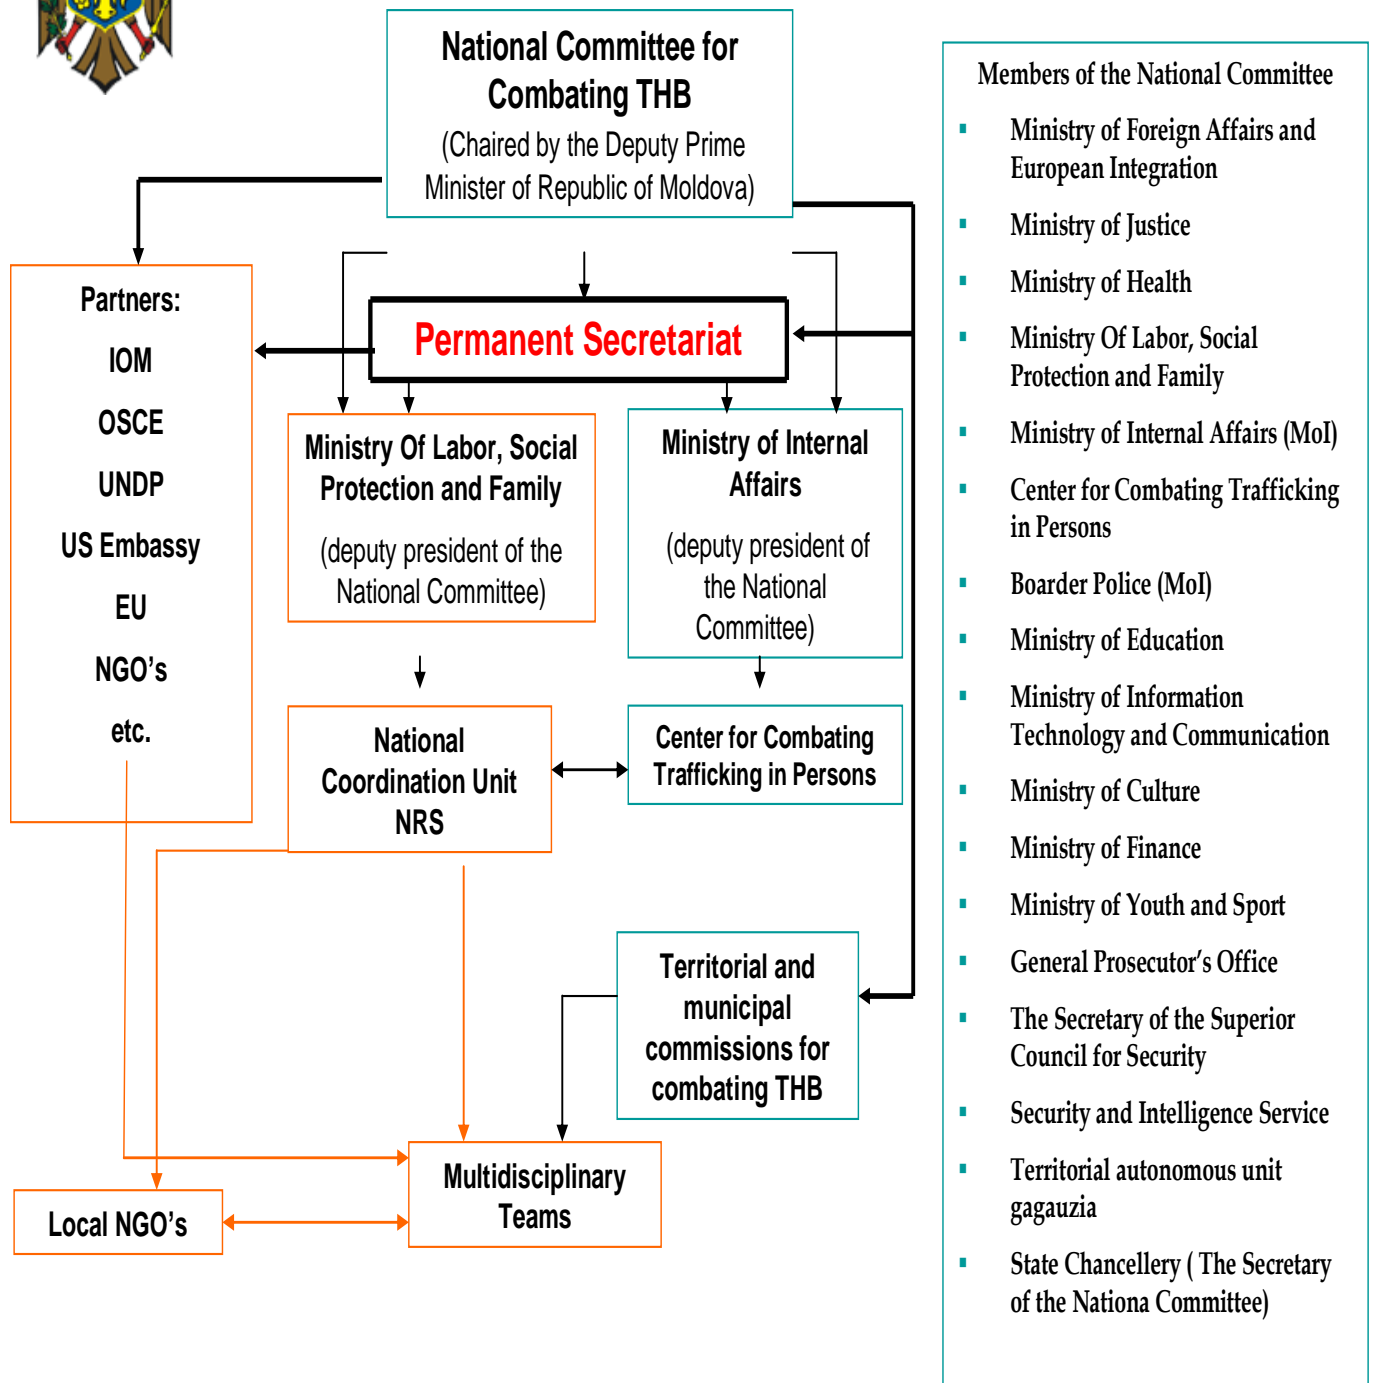 National Committee for
Combating THB
(Chaired by the Deputy Prime
Minister of Republic of Moldova)
Partners:
IOM
OSCE
UNDP
US Embassy
EU
NGO’s
etc.
Permanent Secretariat
Ministry Of Labor, Social
Protection and Family
(deputy president of the
National Committee)
Ministry of Internal
Affairs
(deputy president of
the National
Committee)
National
Coordination Unit
NRS
Center for Combating
Trafficking in Persons
Territorial and
municipal
commissions for
combating THB
Multidisciplinary
Teams
Local NGO’s
Members of the National Committee
▪ Ministry of Foreign Affairs and
European Integration
▪ Ministry of Justice
▪ Ministry of Health
▪ Ministry Of Labor, Social
Protection and Family
▪ Ministry of Internal Affairs (MoI)
▪ Center for Combating Trafficking
in Persons
▪ Boarder Police (MoI)
▪ Ministry of Education
▪ Ministry of Information
Technology and Communication
▪ Ministry of Culture
▪ Ministry of Finance
▪ Ministry of Youth and Sport
▪ General Prosecutor’s Office
▪ The Secretary of the Superior
Council for Security
▪ Security and Intelligence Service
▪ Territorial autonomous unit
gagauzia
▪ State Chancellery ( The Secretary
of the Nationa Committee)